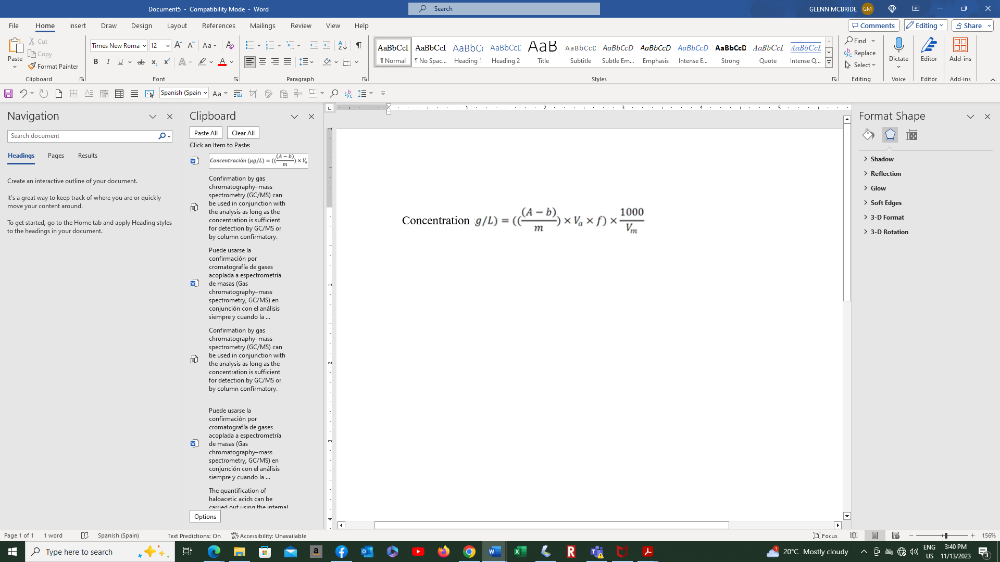 Document5 - Compatibility Mode - Word
Search
GLENN MCBRIDE GM
File Home Insert Draw Design Layout References Mailings Review View Help
Comments Editing Share
Paste
Cut
Copy
Format Painter
Clipboard
Times New Roma 12
Font
Paragraph
AaBbCcI AaBbCcI AaBbCc AaBbCcD AaB AaBbCcD AaBbCcD AaBbCcD AaBbCcD AaBbCcD AaBbCcL AaBbCcL
¶ Normal ¶ No Spac... Heading 1 Heading 2 Title Subtitle Subtle Em... Emphasis Intense E... Strong Quote Intense Q...
Styles
Find
Replace
Select
Editing
Dictate
Voice
Editor
Editor
Add-ins
Add-ins
Spanish (Spain
Navigation
Search document
Headings Pages Results
Create an interactive outline of your document.
It's a great way to keep track of where you are or quickly
move your content around.
To get started, go to the Home tab and apply Heading styles
to the headings in your document.
Clipboard
Paste All Clear All
Click an Item to Paste:
Concentración (µg/L) = (((A − b)/m) × Va
Confirmation by gas
chromatography–mass
spectrometry (GC/MS) can
be used in conjunction with
the analysis as long as the
concentration is sufficient
for detection by GC/MS or
by column confirmatory.
Puede usarse la
confirmación por
cromatografía de gases
acoplada a espectrometría
de masas (Gas
chromatography–mass
spectrometry, GC/MS) en
conjunción con el análisis
siempre y cuando la ...
Confirmation by gas
chromatography–mass
spectrometry (GC/MS) can
be used in conjunction with
the analysis as long as the
concentration is sufficient
for detection by GC/MS or
by column confirmatory.
Puede usarse la
confirmación por
cromatografía de gases
acoplada a espectrometría
de masas (Gas
chromatography–mass
spectrometry, GC/MS) en
conjunción con el análisis
siempre y cuando la ...
The quantification of
haloacetic acids can be
carried out using the internal
Options
Concentration g/L) = (((A − b)/m) × Va × f) × 1000/Vm
Format Shape
Shadow
Reflection
Glow
Soft Edges
3-D Format
3-D Rotation
Page 1 of 1 1 word Spanish (Spain) Text Predictions: On Accessibility: Unavailable
Focus 156%
Type here to search
20°C Mostly cloudy
ENG
US
3:40 PM
11/13/2023
3